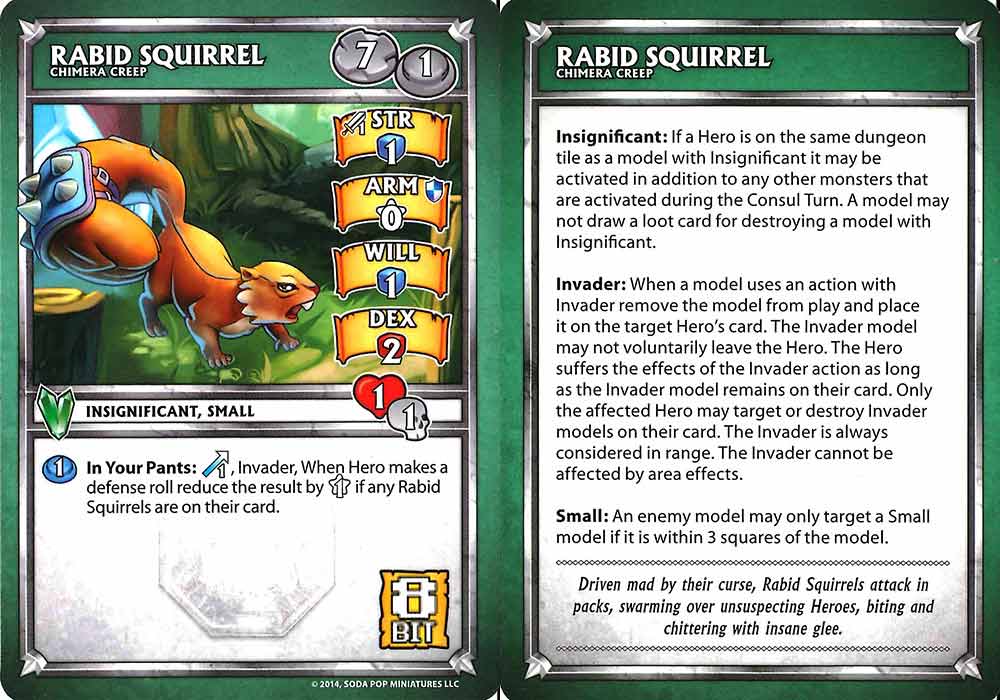 RABID SQUIRREL
CHIMERA CREEP
7
1
STR
1
ARM
0
WILL
1
DEX
2
1
1
INSIGNIFICANT, SMALL
1
In Your Pants: 1, Invader, When Hero makes a
defense roll reduce the result by 1 if any Rabid
Squirrels are on their card.
8
BIT
© 2014, SODA POP MINIATURES LLC
RABID SQUIRREL
CHIMERA CREEP
Insignificant: If a Hero is on the same dungeon
tile as a model with Insignificant it may be
activated in addition to any other monsters that
are activated during the Consul Turn. A model may
not draw a loot card for destroying a model with
Insignificant.
Invader: When a model uses an action with
Invader remove the model from play and place
it on the target Hero's card. The Invader model
may not voluntarily leave the Hero. The Hero
suffers the effects of the Invader action as long
as the Invader model remains on their card. Only
the affected Hero may target or destroy Invader
models on their card. The Invader is always
considered in range. The Invader cannot be
affected by area effects.
Small: An enemy model may only target a Small
model if it is within 3 squares of the model.
Driven mad by their curse, Rabid Squirrels attack in
packs, swarming over unsuspecting Heroes, biting and
chittering with insane glee.